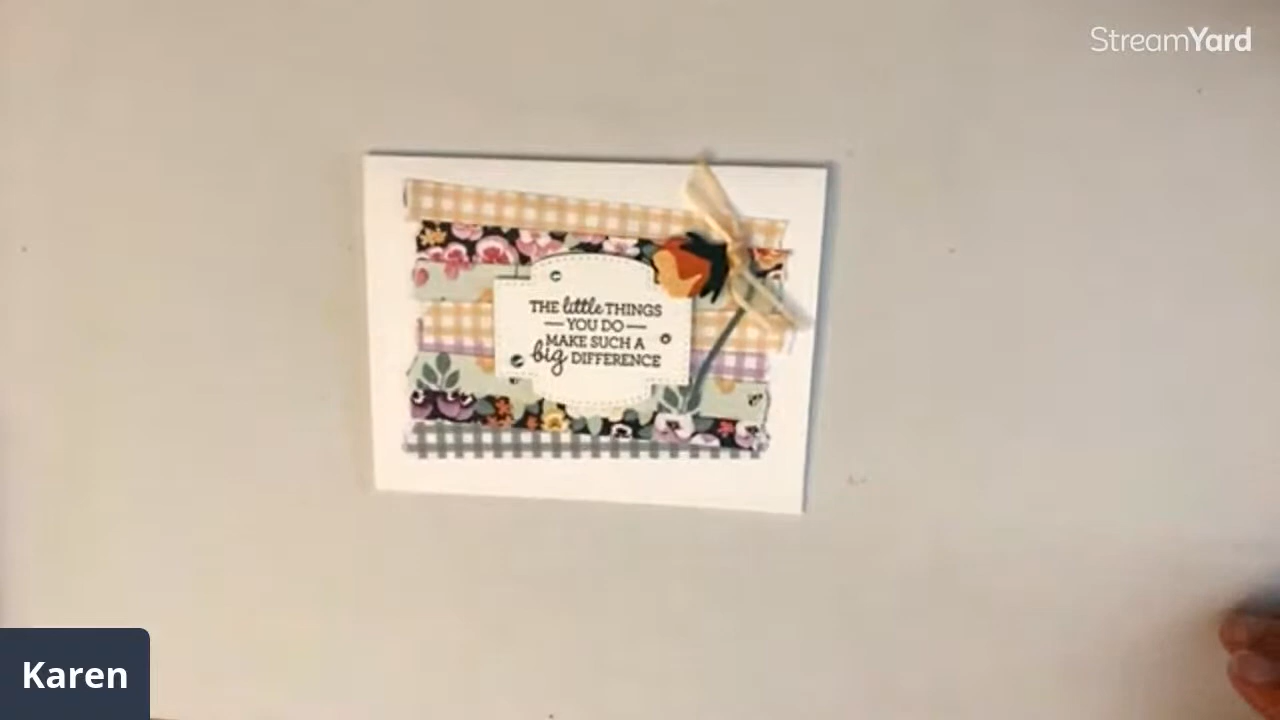 StreamYard
THE little THINGS
— YOU DO —
MAKE SUCH A
big DIFFERENCE
Karen